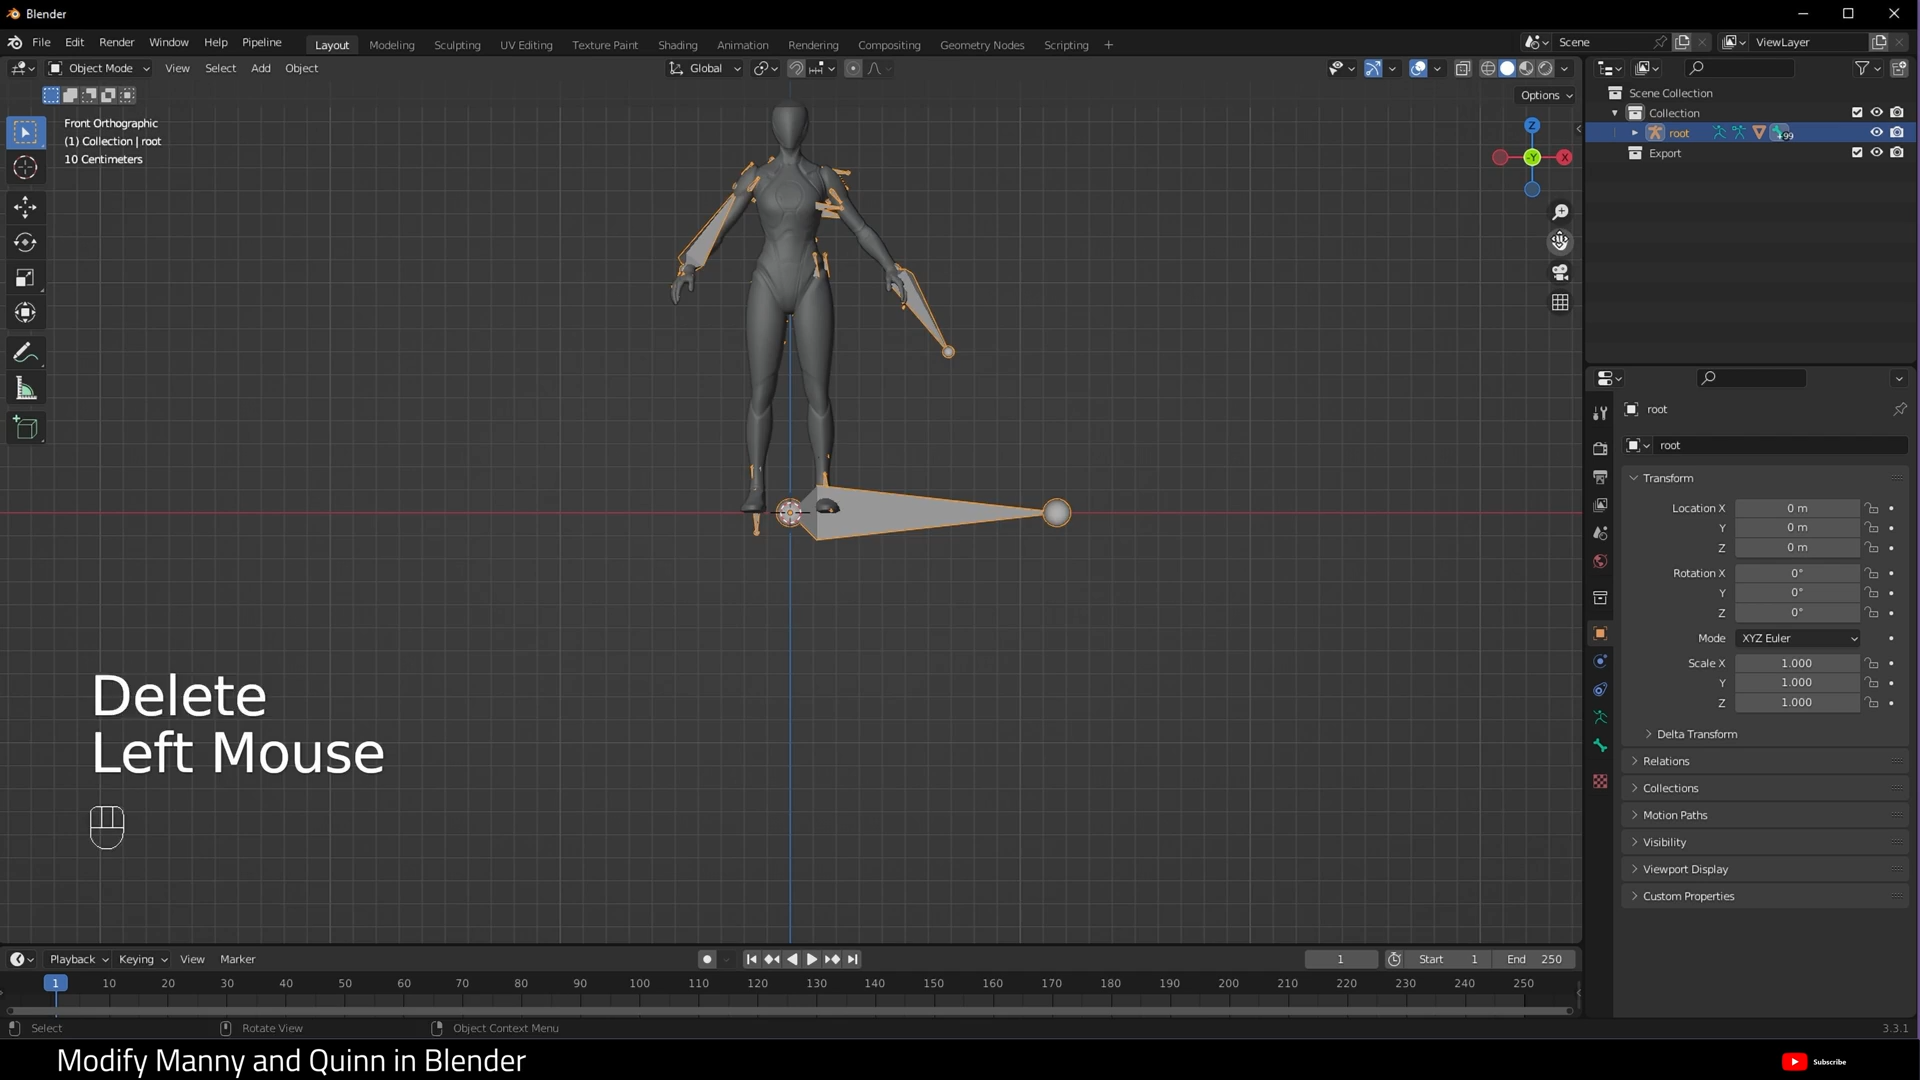 Blender
File Edit Render Window Help Pipeline Layout Modeling Sculpting UV Editing Texture Paint Shading Animation Rendering Compositing Geometry Nodes Scripting + Scene ViewLayer
Object Mode View Select Add Object Global
Options
Front Orthographic
(1) Collection | root
10 Centimeters
Z
-Y X
Scene Collection
Collection
root 99
Export
root
root
Transform
Location X 0 m
Y 0 m
Z 0 m
Rotation X 0°
Y 0°
Z 0°
Mode XYZ Euler
Scale X 1.000
Y 1.000
Z 1.000
Delta Transform
Relations
Collections
Motion Paths
Visibility
Viewport Display
Custom Properties
Delete
Left Mouse
Playback Keying View Marker 1 Start 1 End 250
1 10 20 30 40 50 60 70 80 90 100 110 120 130 140 150 160 170 180 190 200 210 220 230 240 250
Select Rotate View Object Context Menu 3.3.1
Modify Manny and Quinn in Blender
Subscribe